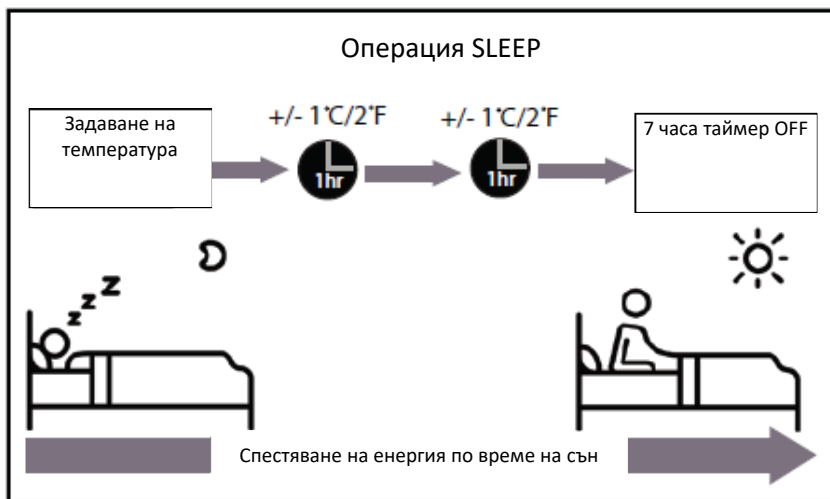 Операция SLEEP
+/- 1°C/2°F
+/- 1°C/2°F
Задаване на
температура
1hr
1hr
7 часа таймер OFF
z z Z
Спестяване на енергия по време на сън